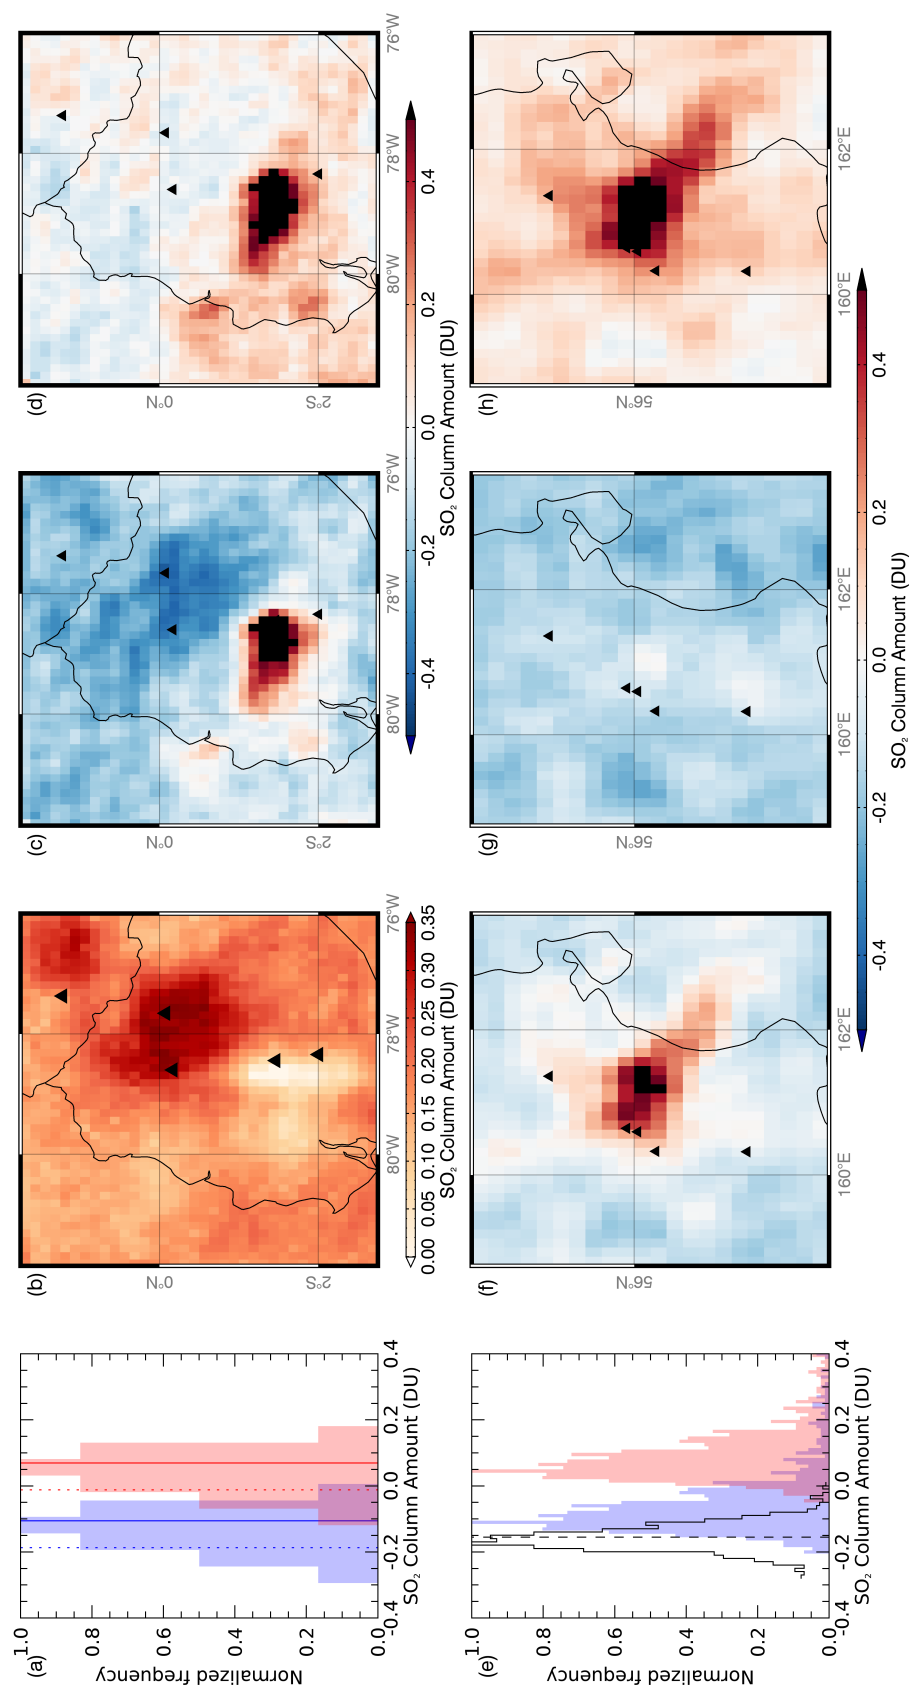 (a)
Normalized frequency
1.0
0.8
0.6
0.4
0.2
0.0
-0.4 -0.2 0.0 0.2 0.4
SO₂ Column Amount (DU)
(b)
0°N
2°S
80°W 78°W 76°W
0.00 0.05 0.10 0.15 0.20 0.25 0.30 0.35
SO₂ Column Amount (DU)
(c)
0°N
2°S
80°W 78°W 76°W
(d)
0°N
2°S
80°W 78°W 76°W
-0.4 -0.2 0.0 0.2 0.4
SO₂ Column Amount (DU)
(e)
Normalized frequency
1.0
0.8
0.6
0.4
0.2
0.0
-0.4 -0.2 0.0 0.2 0.4
SO₂ Column Amount (DU)
(f)
56°N
160°E 162°E
(g)
56°N
160°E 162°E
(h)
56°N
160°E 162°E
-0.4 -0.2 0.0 0.2 0.4
SO₂ Column Amount (DU)